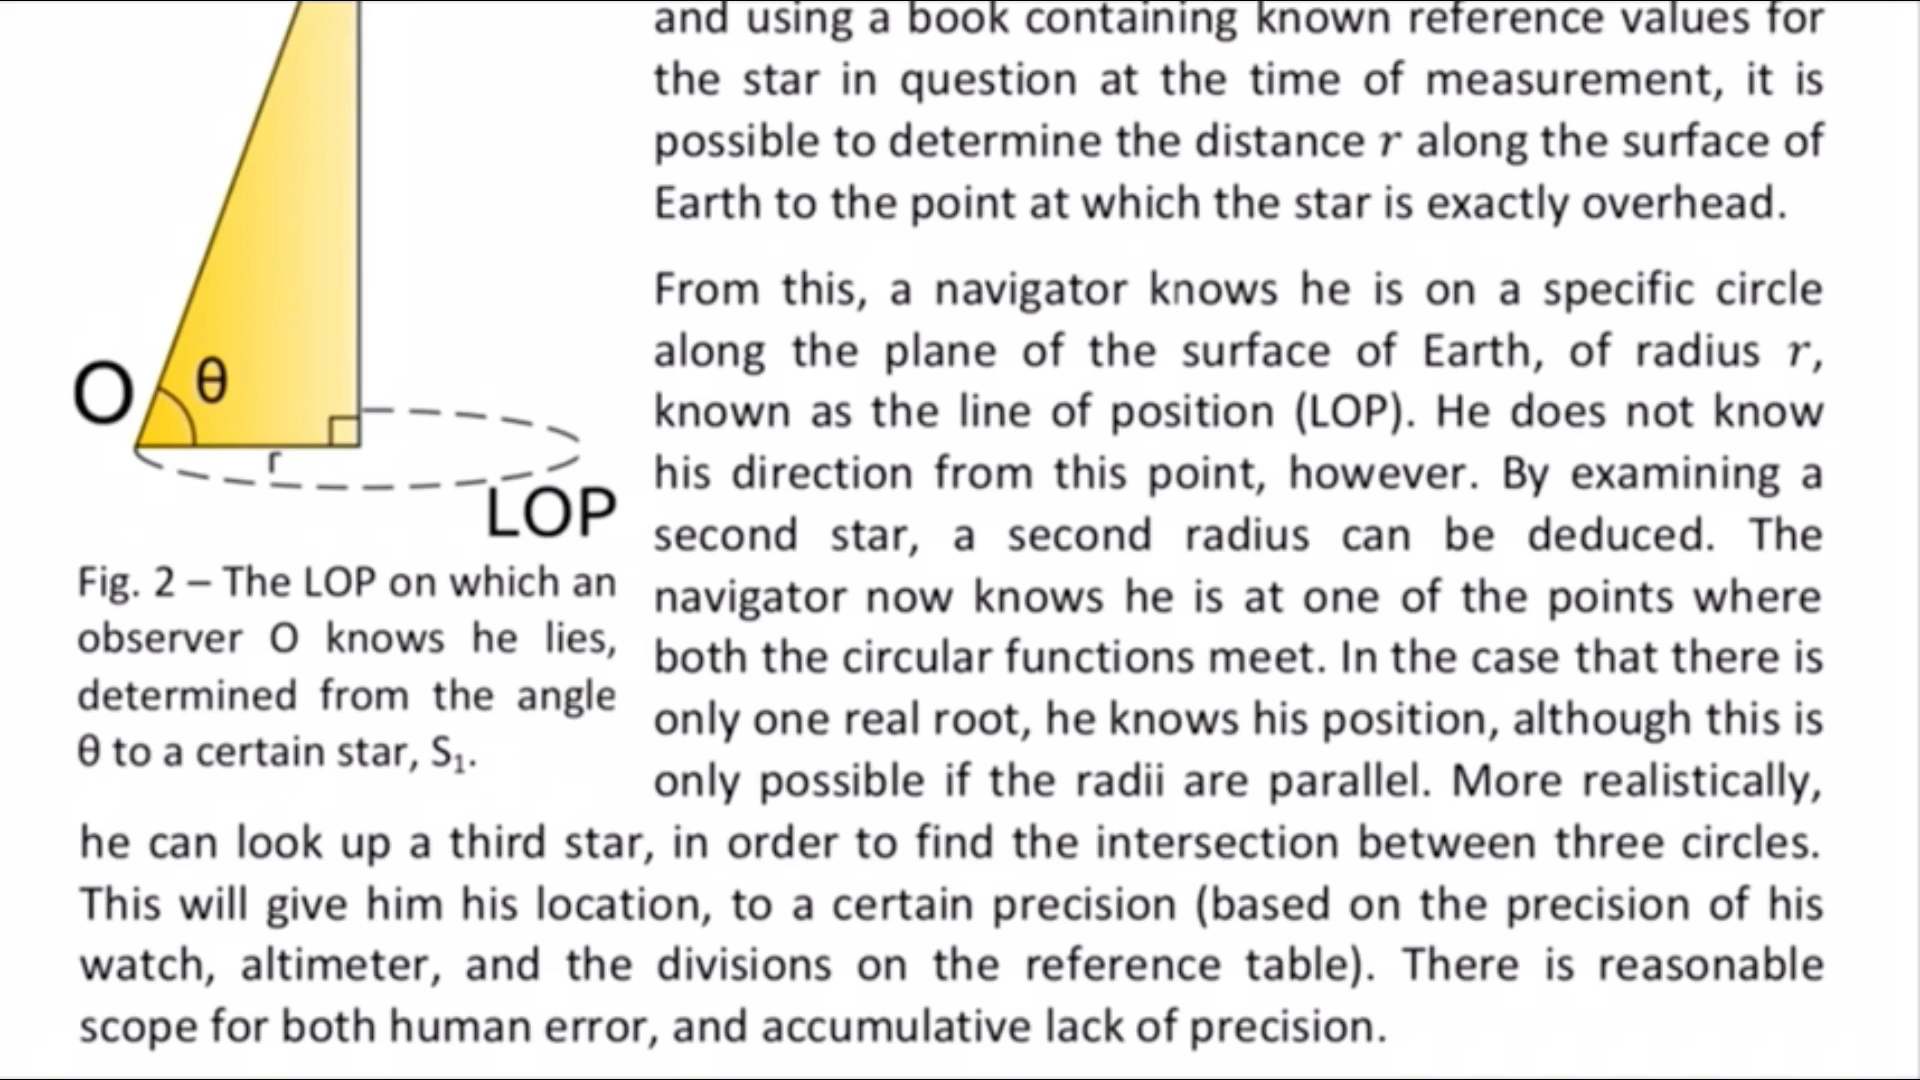 and using a book containing known reference values for
the star in question at the time of measurement, it is
possible to determine the distance r along the surface of
Earth to the point at which the star is exactly overhead.
From this, a navigator knows he is on a specific circle
along the plane of the surface of Earth, of radius r,
known as the line of position (LOP). He does not know
his direction from this point, however. By examining a
second star, a second radius can be deduced. The
navigator now knows he is at one of the points where
both the circular functions meet. In the case that there is
only one real root, he knows his position, although this is
only possible if the radii are parallel. More realistically,
he can look up a third star, in order to find the intersection between three circles.
This will give him his location, to a certain precision (based on the precision of his
watch, altimeter, and the divisions on the reference table). There is reasonable
scope for both human error, and accumulative lack of precision.
O
θ
r
LOP
Fig. 2 – The LOP on which an
observer O knows he lies,
determined from the angle
θ to a certain star, S₁.